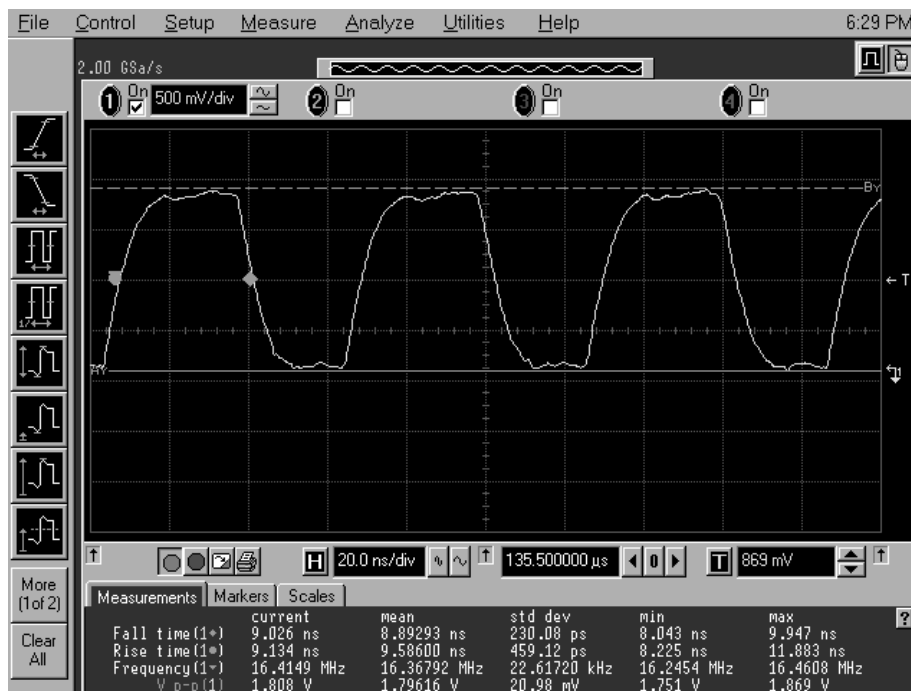 File Control Setup Measure Analyze Utilities Help 6:29 PM
2.00 GSa/s
1 On 500 mV/div 2 On 3 On 4 On
By
T
Ay
H 20.0 ns/div 135.500000 µs 0 T 869 mV
More
(1of 2)
Clear
All
Measurements Markers Scales
?
current mean std dev min max
Fall time(1♦) 9.026 ns 8.89293 ns 230.08 ps 8.043 ns 9.947 ns
Rise time(1●) 9.134 ns 9.58600 ns 459.12 ps 8.225 ns 11.883 ns
Frequency(1▾) 16.4149 MHz 16.36792 MHz 22.61720 kHz 16.2454 MHz 16.4608 MHz
V p-p(1) 1.808 V 1.79616 V 20.98 mV 1.751 V 1.869 V